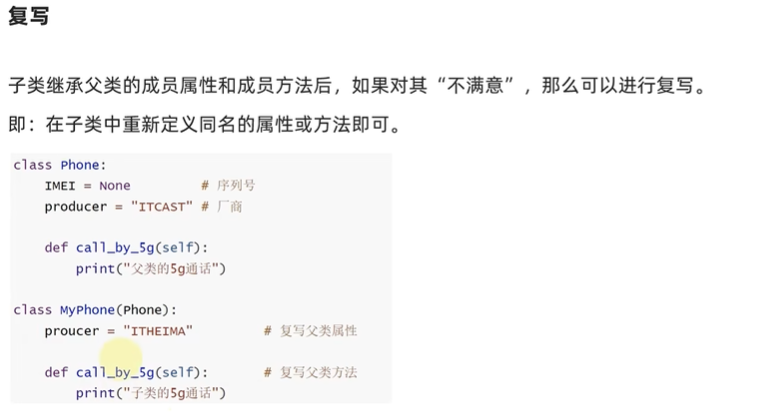 复写
子类继承父类的成员属性和成员方法后，如果对其“不满意”，那么可以进行复写。
即：在子类中重新定义同名的属性或方法即可。
class Phone:
    IMEI = None         # 序列号
    producer = "ITCAST" # 厂商

    def call_by_5g(self):
        print("父类的5g通话")

class MyPhone(Phone):
    proucer = "ITHEIMA"         # 复写父类属性

    def call_by_5g(self):       # 复写父类方法
        print("子类的5g通话")